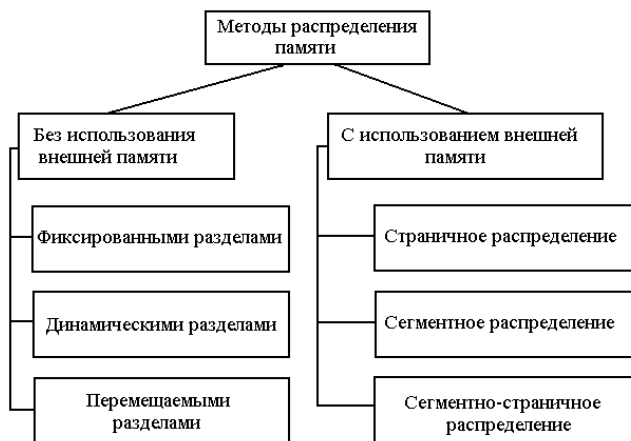 Методы распределения
памяти
Без использования
внешней памяти
С использованием внешней
памяти
Фиксированными разделами
Страничное распределение
Динамическими разделами
Сегментное распределение
Перемещаемыми
разделами
Сегментно-страничное
распределение